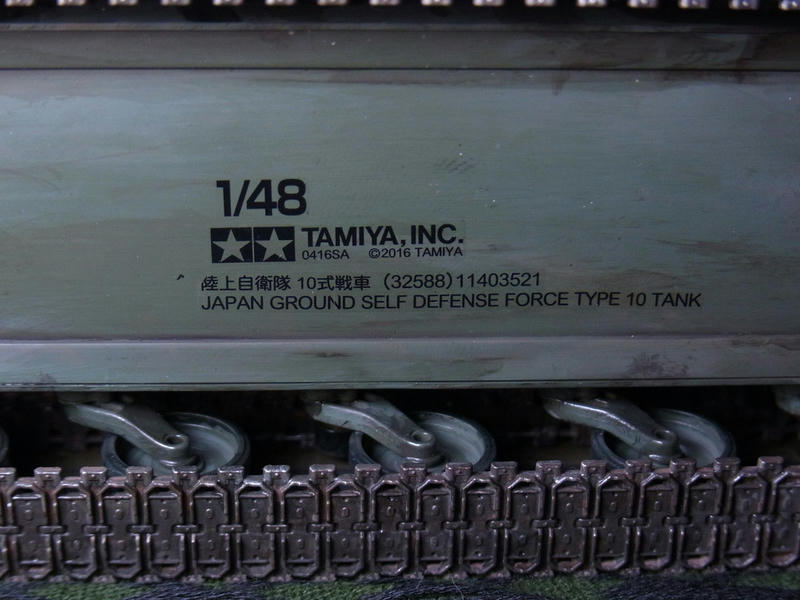 1/48
TAMIYA, INC.
0416SA ©2016 TAMIYA
陸上自衛隊 10式戦車 (32588)11403521
JAPAN GROUND SELF DEFENSE FORCE TYPE 10 TANK